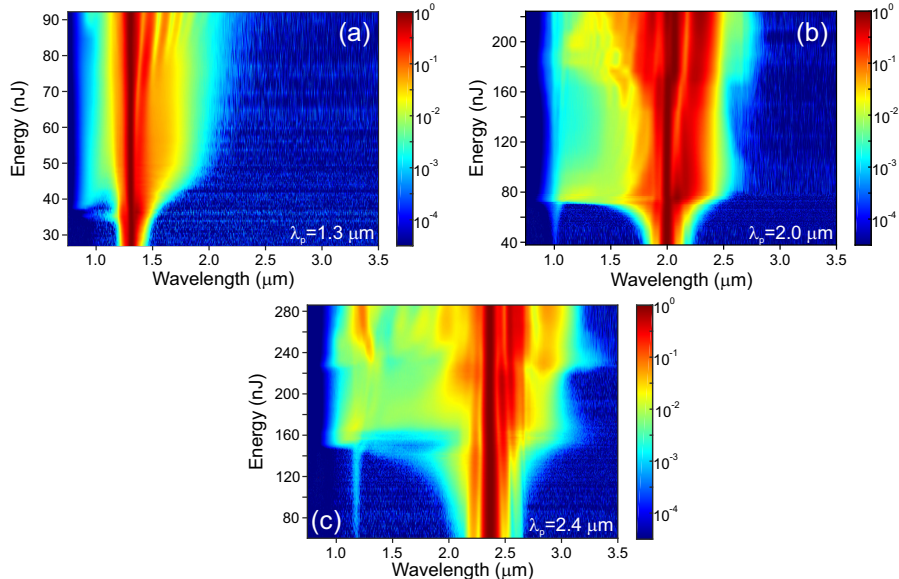 (a)
Energy (nJ)
90
80
70
60
50
40
30
λp=1.3 μm
1.0 1.5 2.0 2.5 3.0 3.5
Wavelength (μm)
10^0
10^-1
10^-2
10^-3
10^-4
(b)
Energy (nJ)
200
160
120
80
40
λp=2.0 μm
1.0 1.5 2.0 2.5 3.0 3.5
Wavelength (μm)
10^0
10^-1
10^-2
10^-3
10^-4
Energy (nJ)
280
240
200
160
120
80
(c)
λp=2.4 μm
1.0 1.5 2.0 2.5 3.0 3.5
Wavelength (μm)
10^0
10^-1
10^-2
10^-3
10^-4